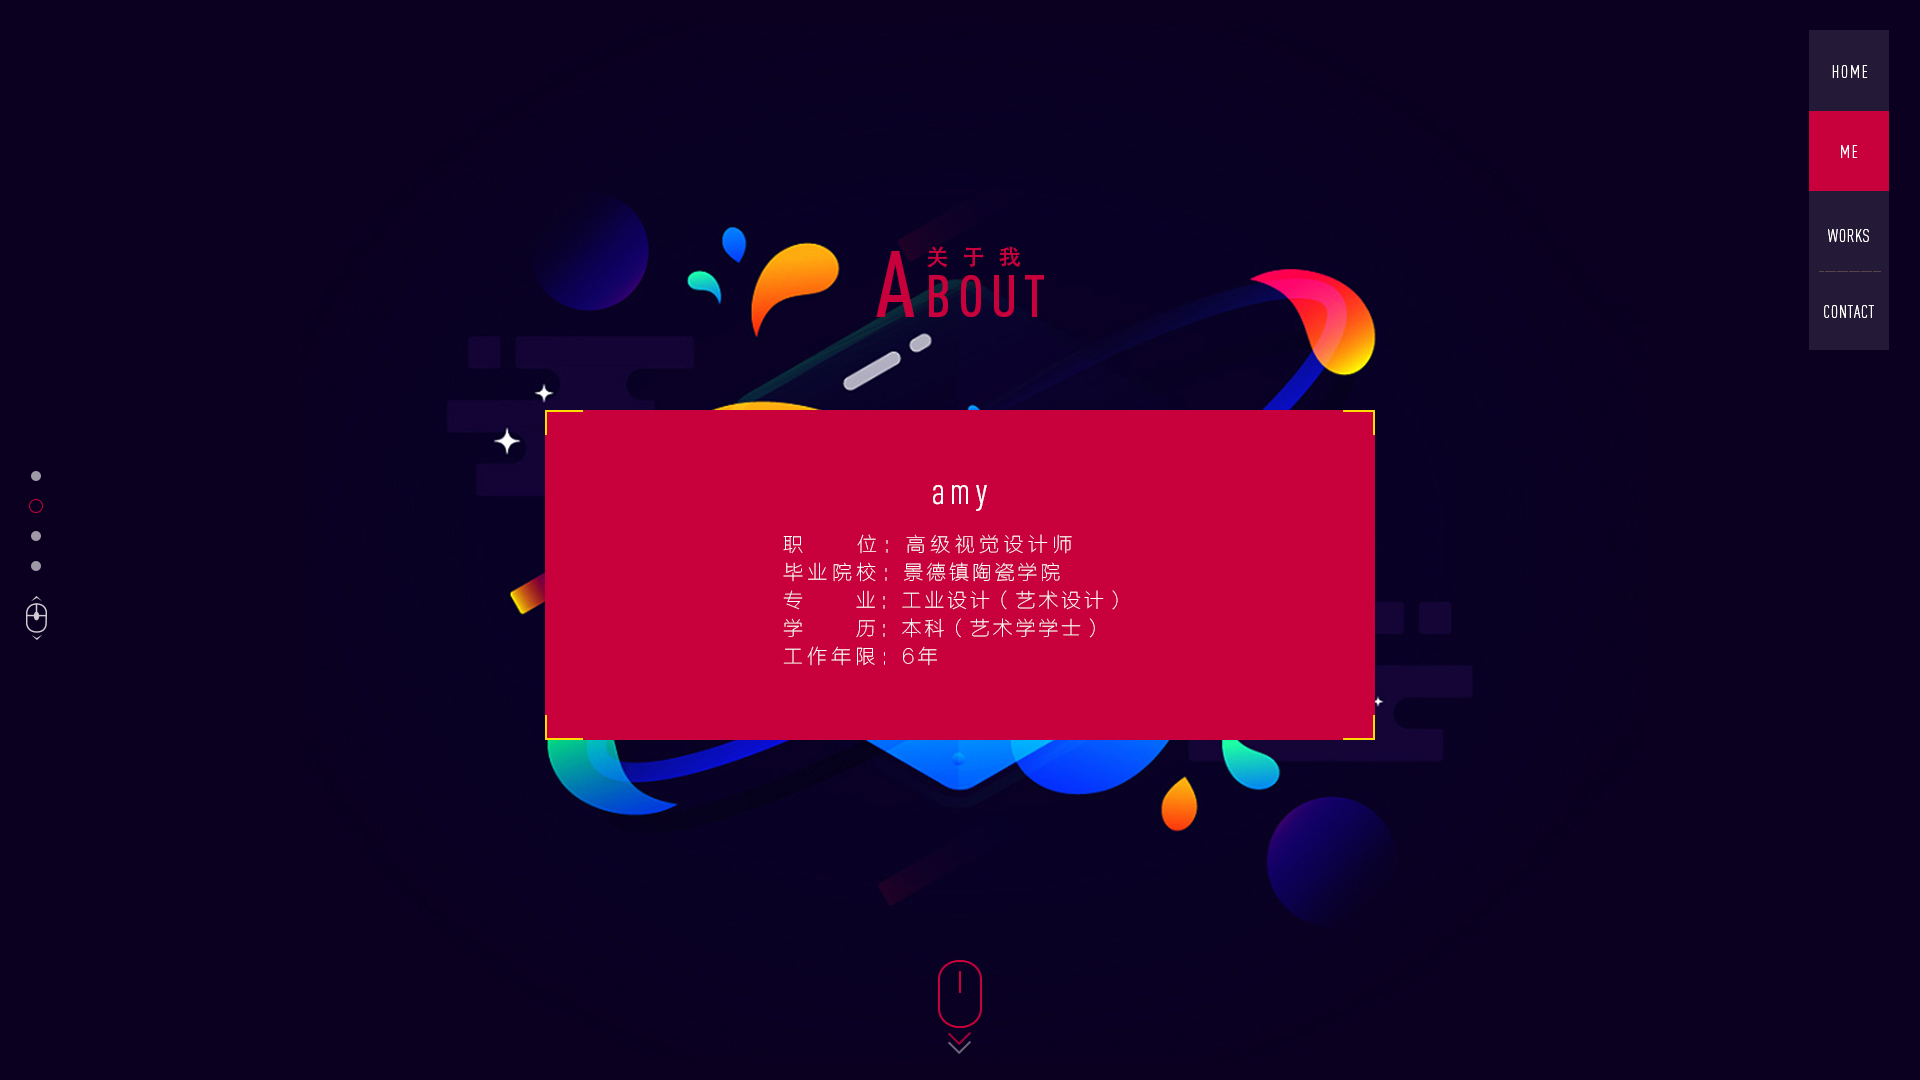 HOME
ME
WORKS
CONTACT
关于我
ABOUT
amy
职 位：高级视觉设计师
毕业院校：景德镇陶瓷学院
专 业：工业设计（艺术设计）
学 历：本科（艺术学学士）
工作年限：6年